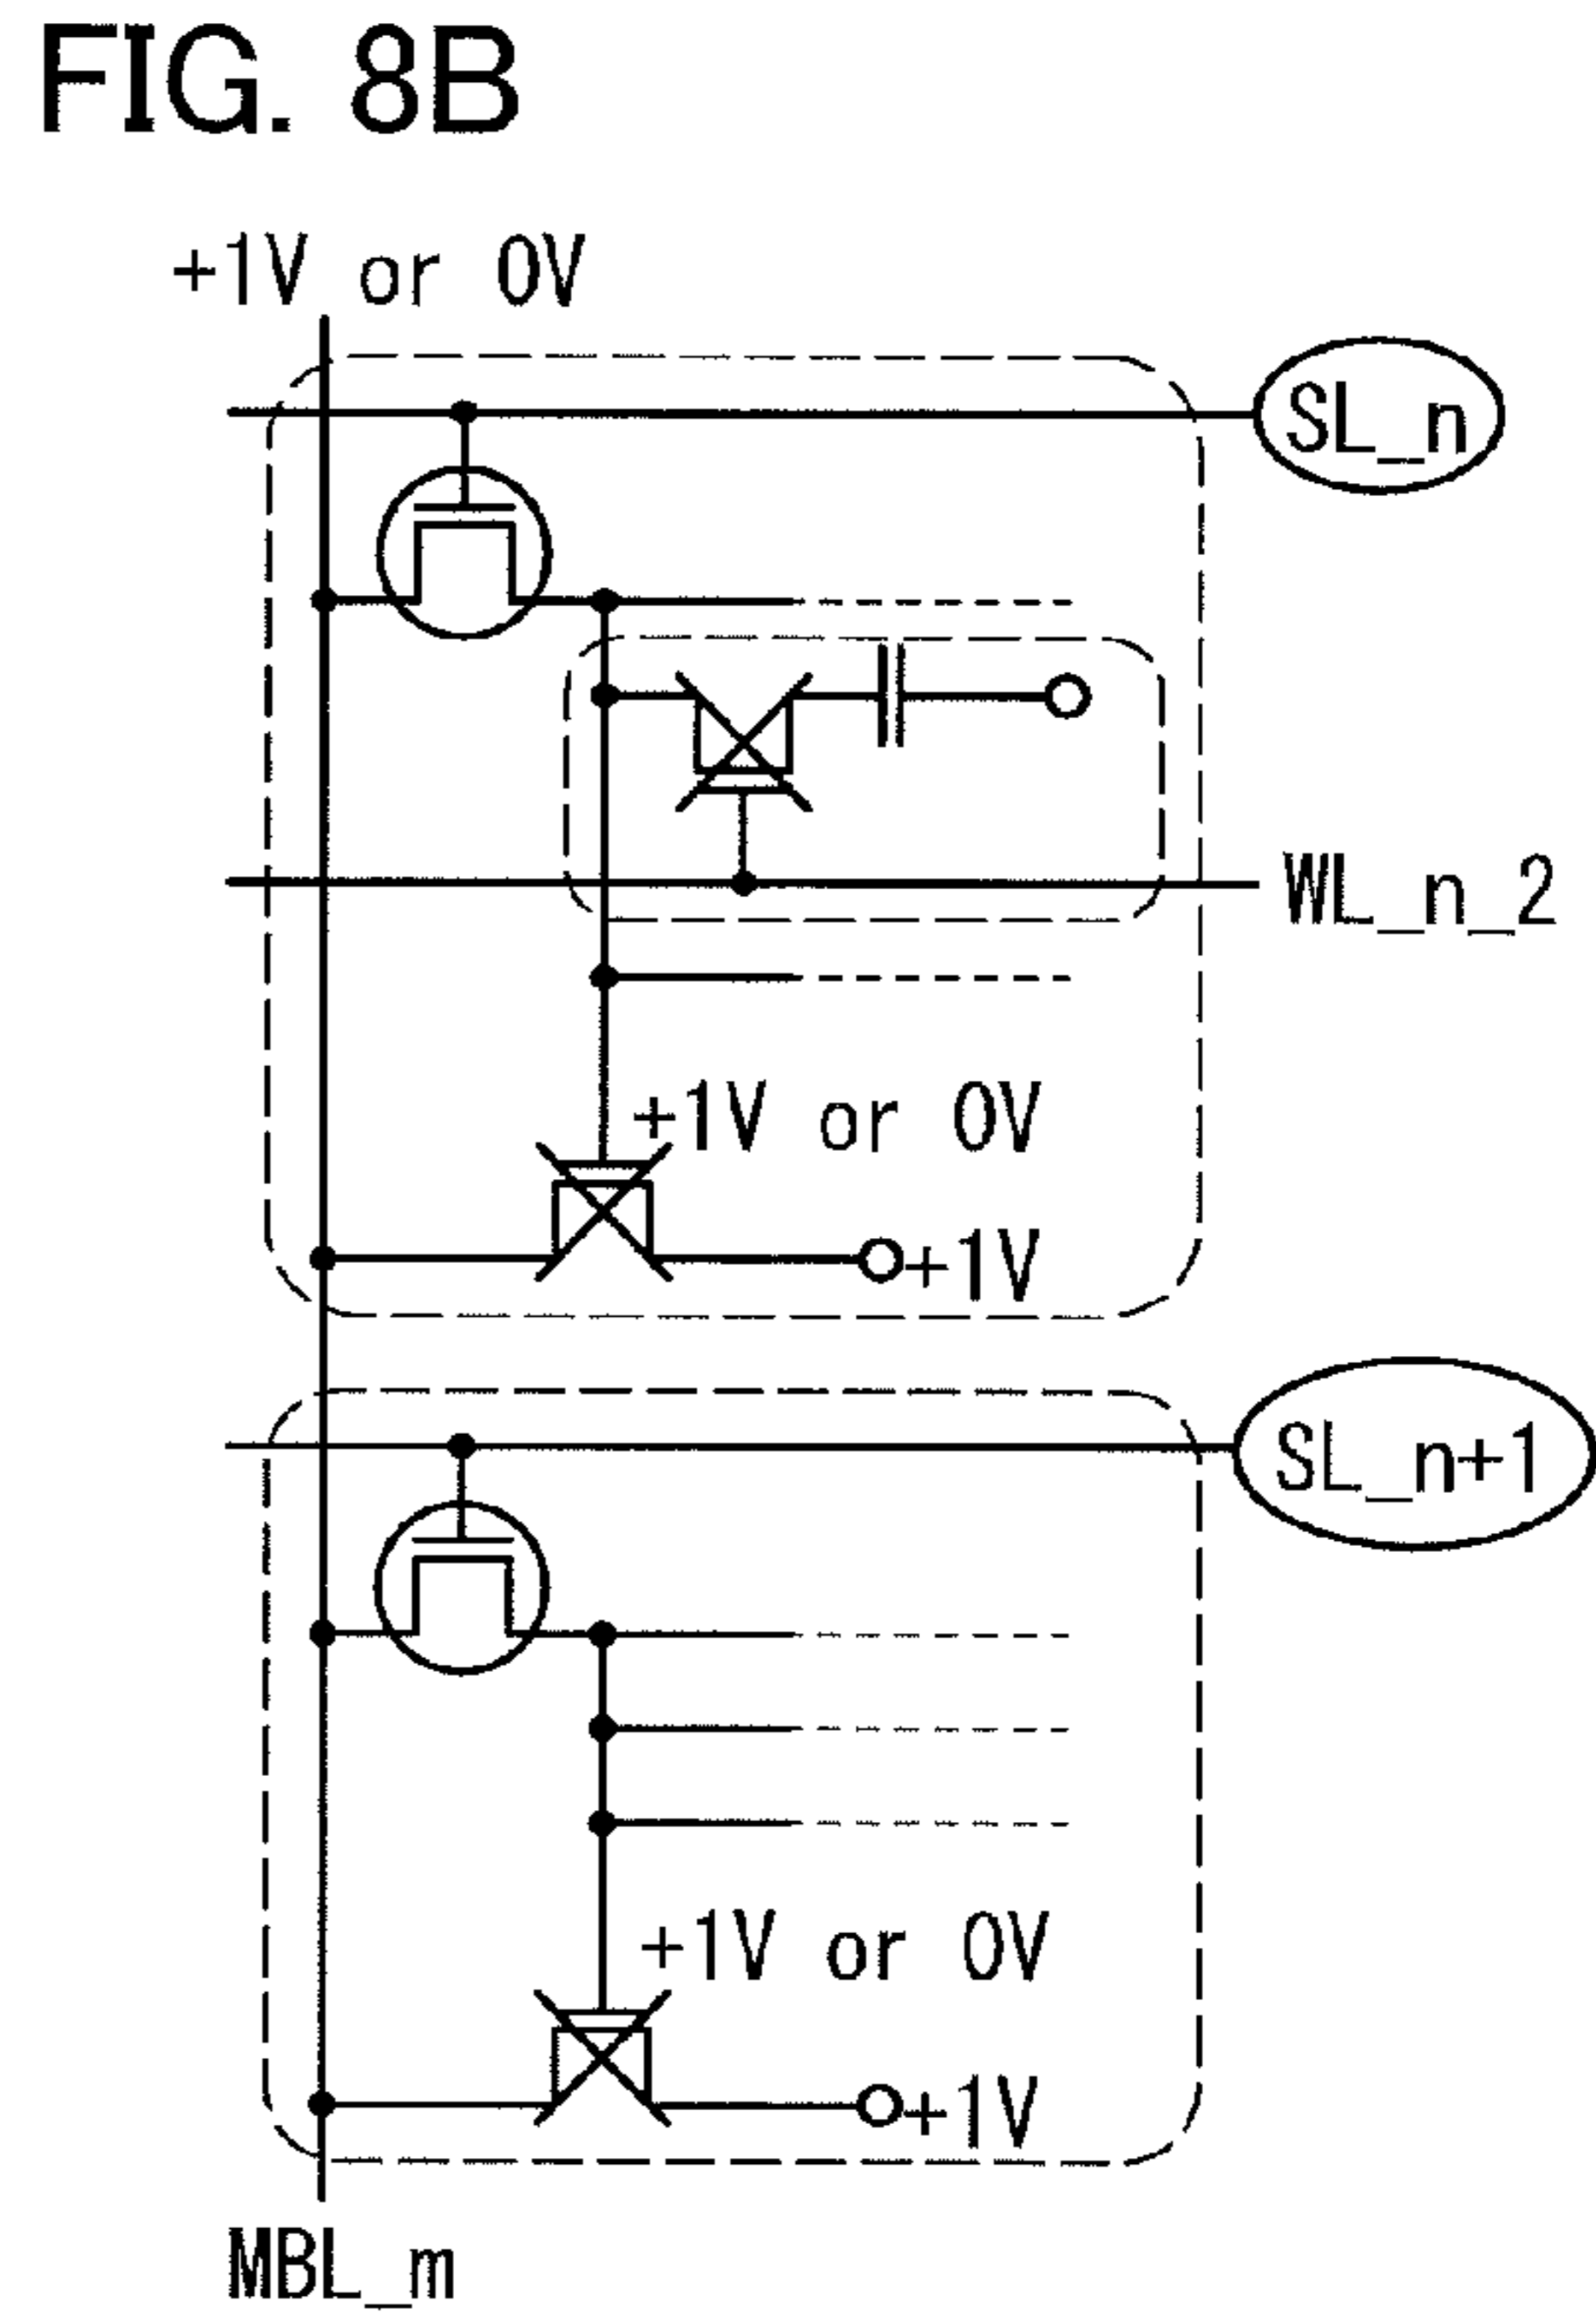 FIG. 8B
+1V or 0V
SL_n
WL_n_2
+1V or 0V
+1V
SL_n+1
+1V or 0V
+1V
MBL_m